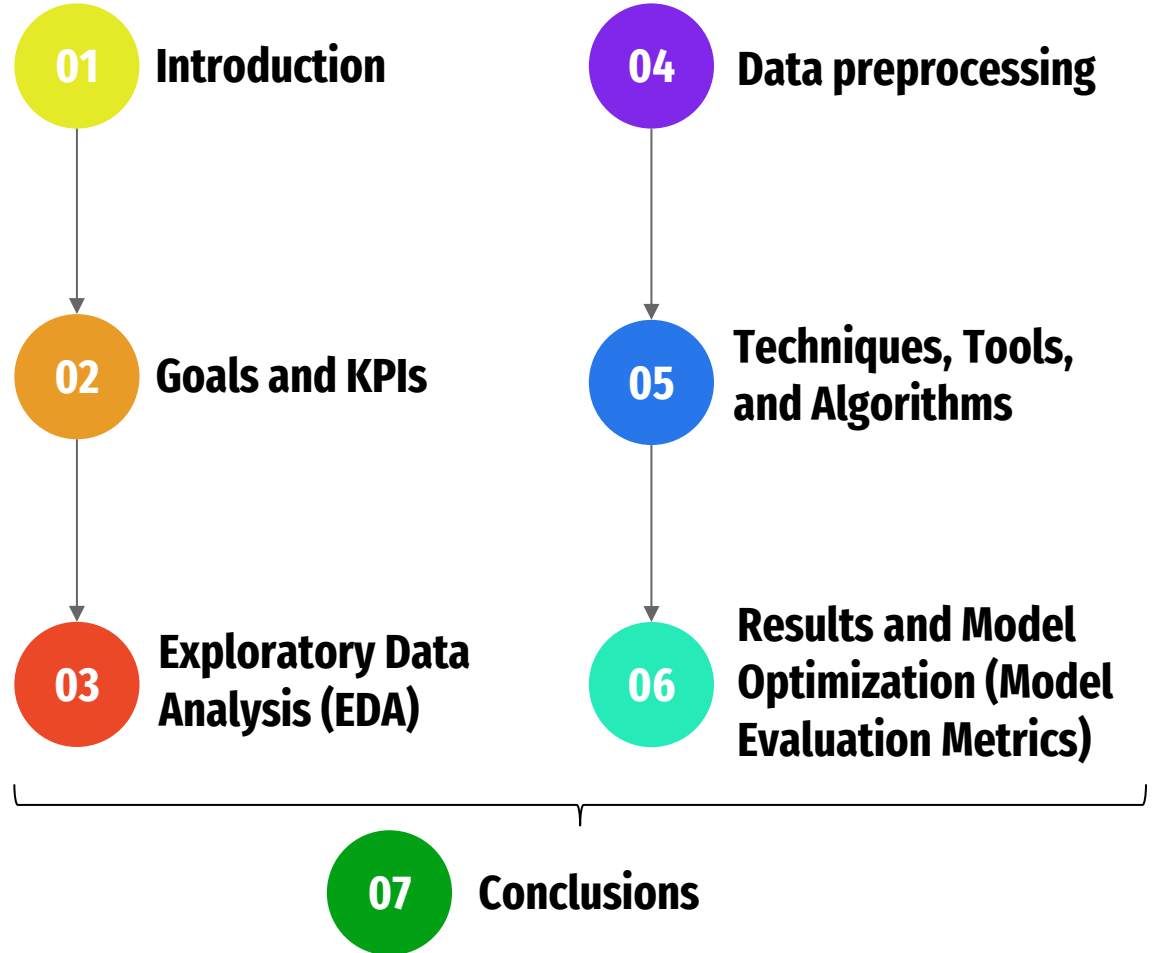 01
Introduction
02
Goals and KPIs
03
Exploratory Data
Analysis (EDA)
04
Data preprocessing
05
Techniques, Tools,
and Algorithms
06
Results and Model
Optimization (Model
Evaluation Metrics)
07
Conclusions